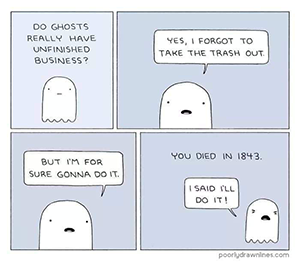 DO GHOSTS
REALLY HAVE
UNFINISHED
BUSINESS?
YES, I FORGOT TO
TAKE THE TRASH OUT.
BUT I'M FOR
SURE GONNA DO IT.
YOU DIED IN 1843.
I SAID I'LL
DO IT!
poorlydrawnlines.com